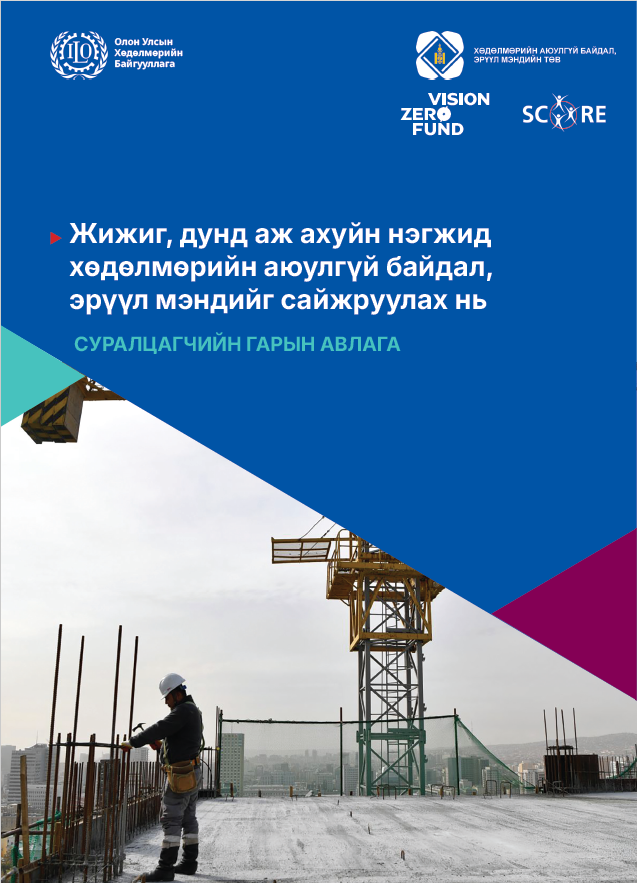 ILO
Олон Улсын
Хөдөлмөрийн
Байгууллага
ХӨДӨЛМӨРИЙН АЮУЛГҮЙ БАЙДАЛ,
ЭРҮҮЛ МЭНДИЙН ТӨВ
VISION
ZERO
FUND
SCORE
Жижиг, дунд аж ахуйн нэгжид
хөдөлмөрийн аюулгүй байдал,
эрүүл мэндийг сайжруулах нь
СУРАЛЦАГЧИЙН ГАРЫН АВЛАГА